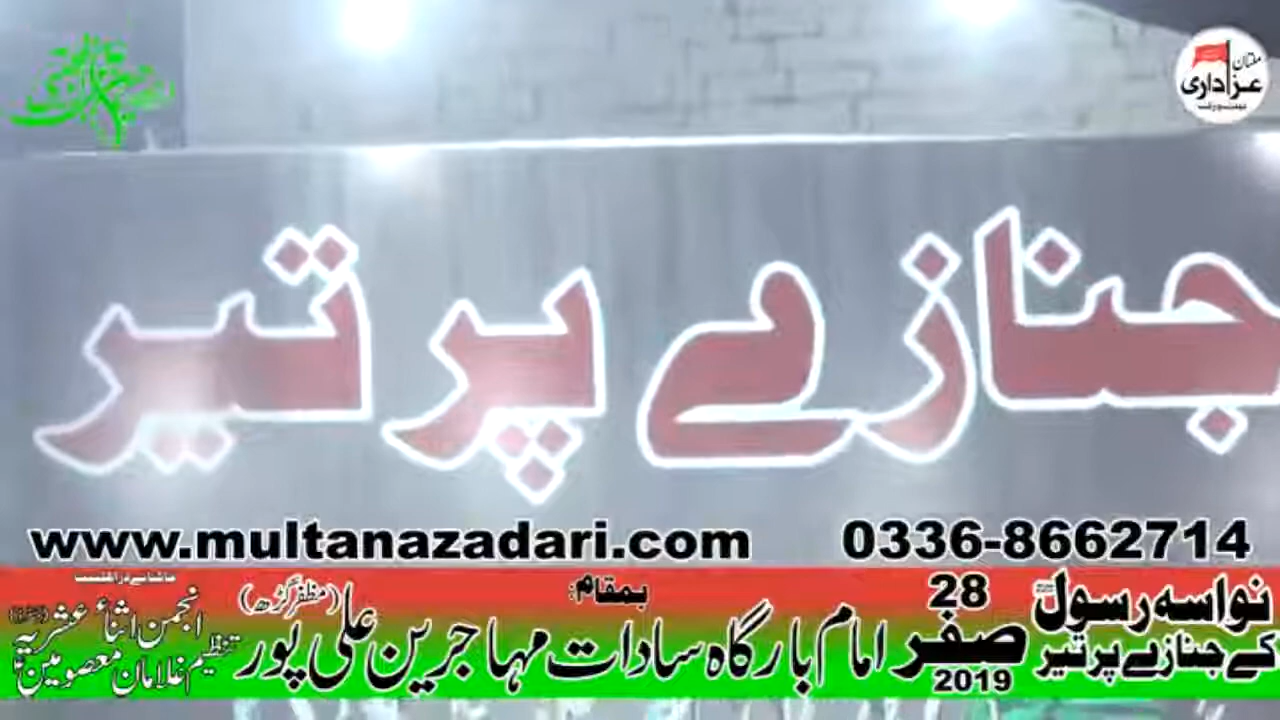 ملتان
عزاداری
جنازے پر تیر
www.multanazadari.com 0336-8662714
نواسہ رسول
کے جنازے پر تیر
28
صفر
2019
بمقام:
امام بارگاہ سادات مہاجرین علی پور (مظفر گڑھ)
انجمن اثناء عشریہ
تنظیم غلامان معصومین